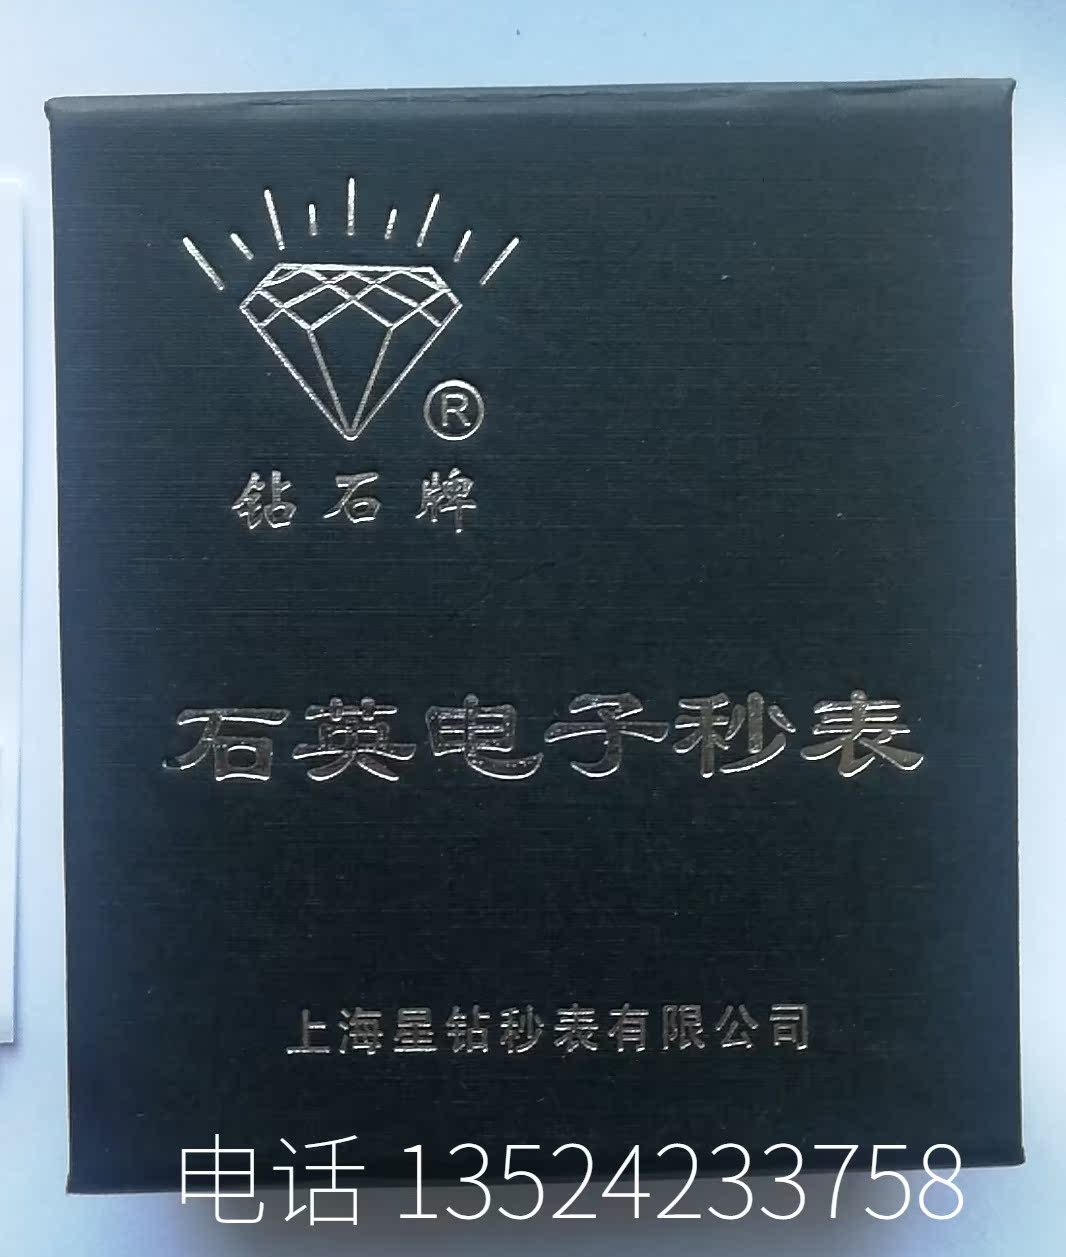 ®
钻石牌
石英电子秒表
上海星钻秒表有限公司
电话 13524233758